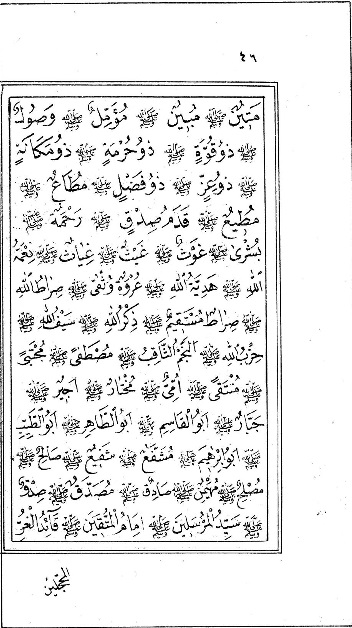 ٤٦
مَتِينٌ ﷺ مُبِينٌ ﷺ مُؤَمِّلٌ ﷺ وَصُولٌ
ﷺ ذُو قُوَّةٍ ﷺ ذُو حُرْمَةٍ ﷺ ذُو مَكَانَةٍ
ﷺ ذُو عِزٍّ ﷺ ذُو فَضْلٍ ﷺ مُطَاعٌ ﷺ
مُطِيعٌ ﷺ قَدَمُ صِدْقٍ ﷺ رَحْمَةٌ ﷺ
بُشْرَى ﷺ غَوْثٌ ﷺ غَيْثٌ ﷺ غِيَاثٌ ﷺ نِعْمَةُ
اللهِ ﷺ هَدِيَّةُ اللهِ ﷺ عُرْوَةٌ وُثْقَى ﷺ صِرَاطُ اللهِ
ﷺ صِرَاطٌ مُسْتَقِيمٌ ﷺ ذِكْرُ اللهِ ﷺ سَيْفُ اللهِ ﷺ
حِزْبُ اللهِ ﷺ النَّجْمُ الثَّاقِبُ ﷺ مُصْطَفَى ﷺ مُجْتَبَى
ﷺ مُنْتَقَى ﷺ أُمِّيٌّ ﷺ مُخْتَارٌ ﷺ أَجِيرٌ ﷺ
جَبَّارٌ ﷺ أَبُو الْقَاسِمِ ﷺ أَبُو الطَّاهِرِ ﷺ أَبُو الطَّيِّبِ
ﷺ أَبُو إِبْرٰهِيمَ ﷺ مُشَفَّعٌ ﷺ شَفِيعٌ ﷺ صَالِحٌ ﷺ
مُصْلِحٌ ﷺ مُهَيْمِنٌ ﷺ صَادِقٌ ﷺ مُصَدَّقٌ ﷺ صِدْقٌ
ﷺ سَيِّدُ الْمُرْسَلِينَ ﷺ إِمَامُ الْمُتَّقِينَ ﷺ قَائِدُ الْغُرِّ
الْمُحَجَّلِينَ